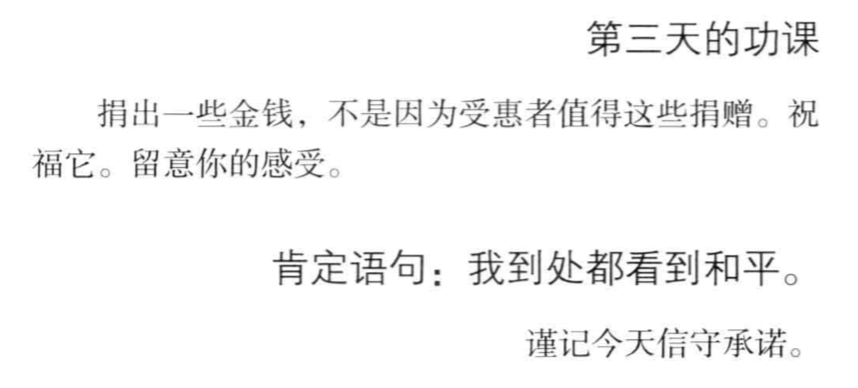 第三天的功课
捐出一些金钱，不是因为受惠者值得这些捐赠。祝
福它。留意你的感受。
肯定语句：我到处都看到和平。
谨记今天信守承诺。